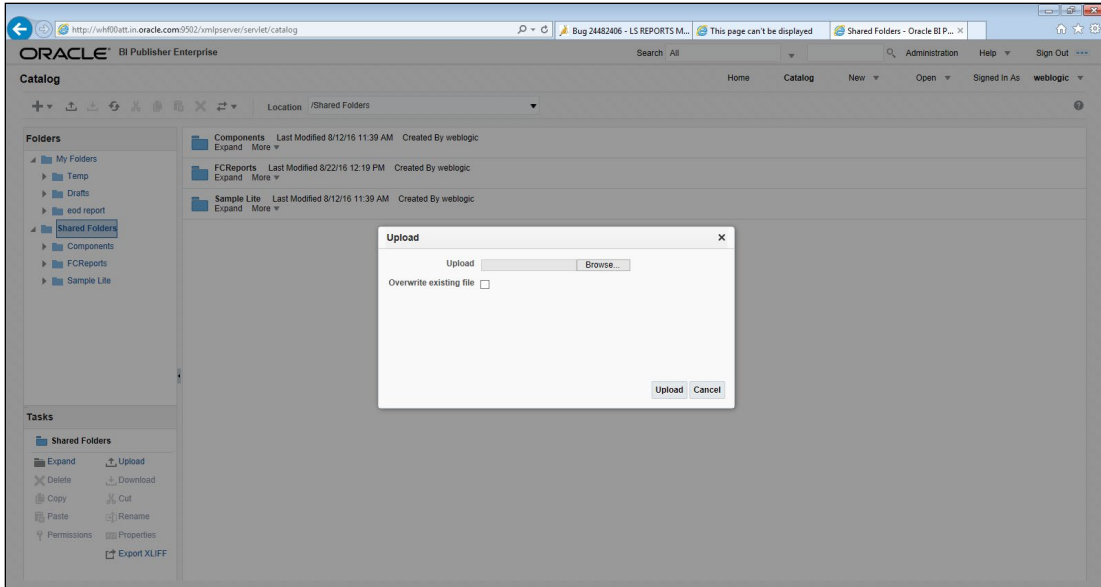 http://whf00att.in.oracle.com:9502/xmlpserver/servlet/catalog
Bug 24482406 - LS REPORTS M...
This page can't be displayed
Shared Folders - Oracle BI P...
ORACLE BI Publisher Enterprise
Search All
Administration Help Sign Out
Catalog
Home Catalog New Open Signed In As weblogic
Location /Shared Folders
Folders
My Folders
Temp
Drafts
eod report
Shared Folders
Components
FCReports
Sample Lite
Components Last Modified 8/12/16 11:39 AM Created By weblogic
Expand More
FCReports Last Modified 8/22/16 12:19 PM Created By weblogic
Expand More
Sample Lite Last Modified 8/12/16 11:39 AM Created By weblogic
Expand More
Upload
Upload Browse...
Overwrite existing file
Upload Cancel
Tasks
Shared Folders
Expand Upload
Delete Download
Copy Cut
Paste Rename
Permissions Properties
Export XLIFF